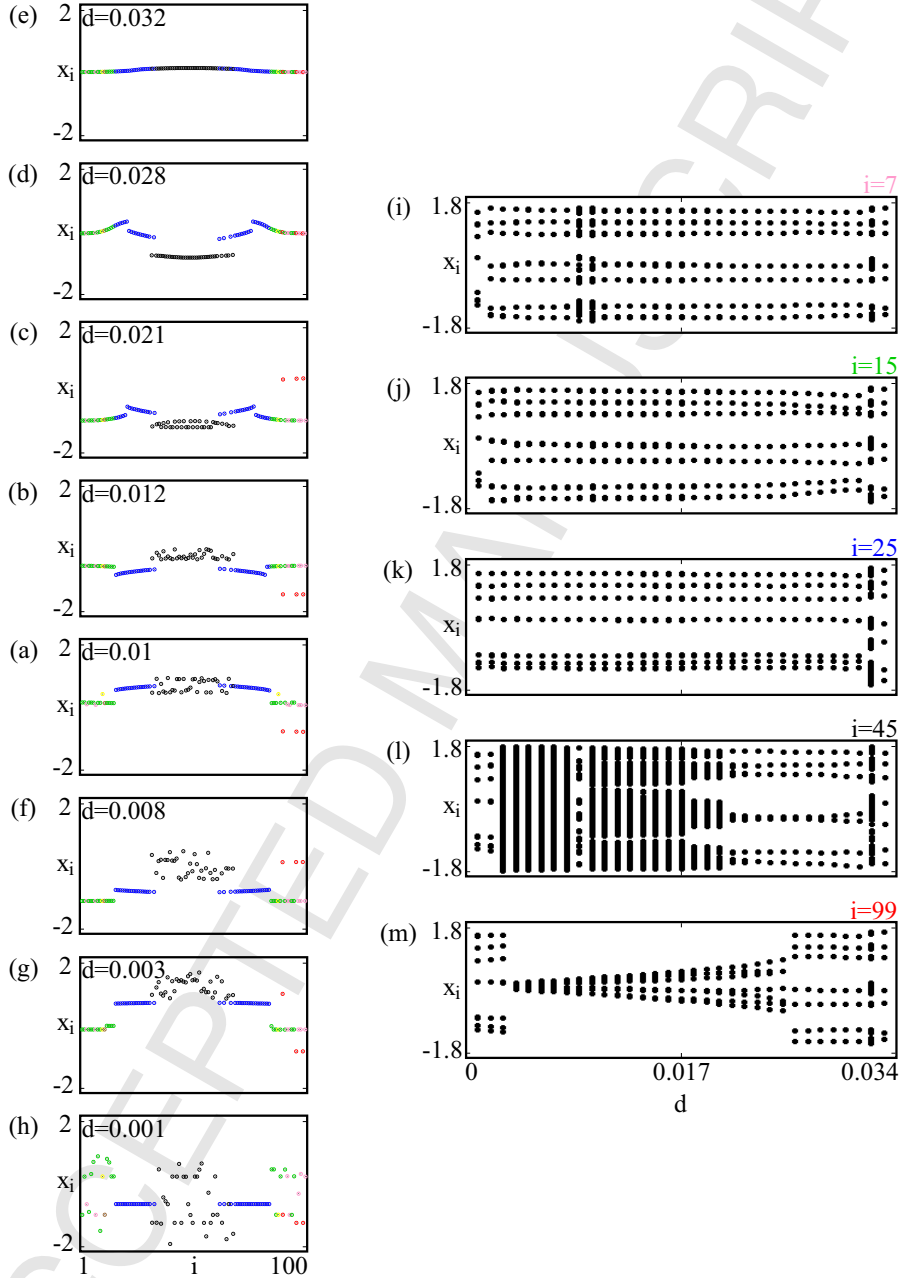 (e) 2 d=0.032
xi
-2
(d) 2 d=0.028
xi
-2
(c) 2 d=0.021
xi
-2
(b) 2 d=0.012
xi
-2
(a) 2 d=0.01
xi
-2
(f) 2 d=0.008
xi
-2
(g) 2 d=0.003
xi
-2
(h) 2 d=0.001
xi
-2
1 i 100
i=7
(i) 1.8
xi
-1.8
i=15
(j) 1.8
xi
-1.8
i=25
(k) 1.8
xi
-1.8
i=45
(l) 1.8
xi
-1.8
i=99
(m) 1.8
xi
-1.8
0 0.017 0.034
d